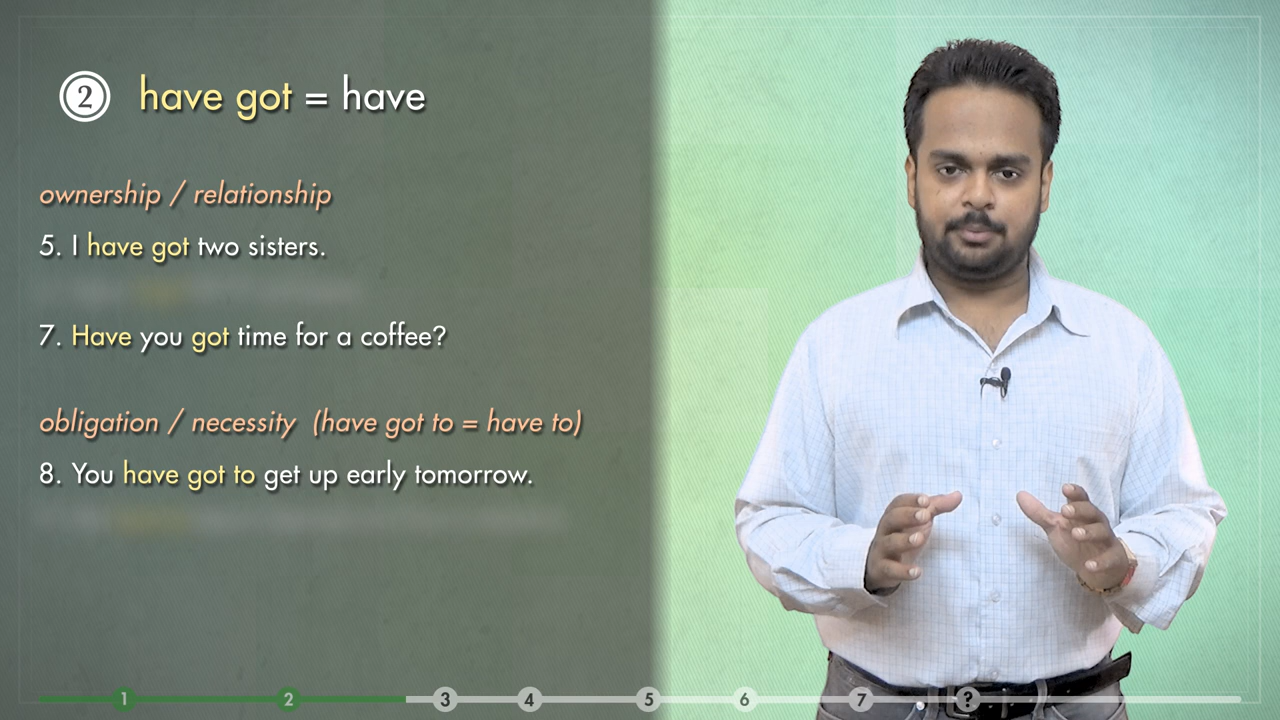 2 have got = have
ownership / relationship
5. I have got two sisters.
7. Have you got time for a coffee?
obligation / necessity (have got to = have to)
8. You have got to get up early tomorrow.
1 2 3 4 5 6 7 ?